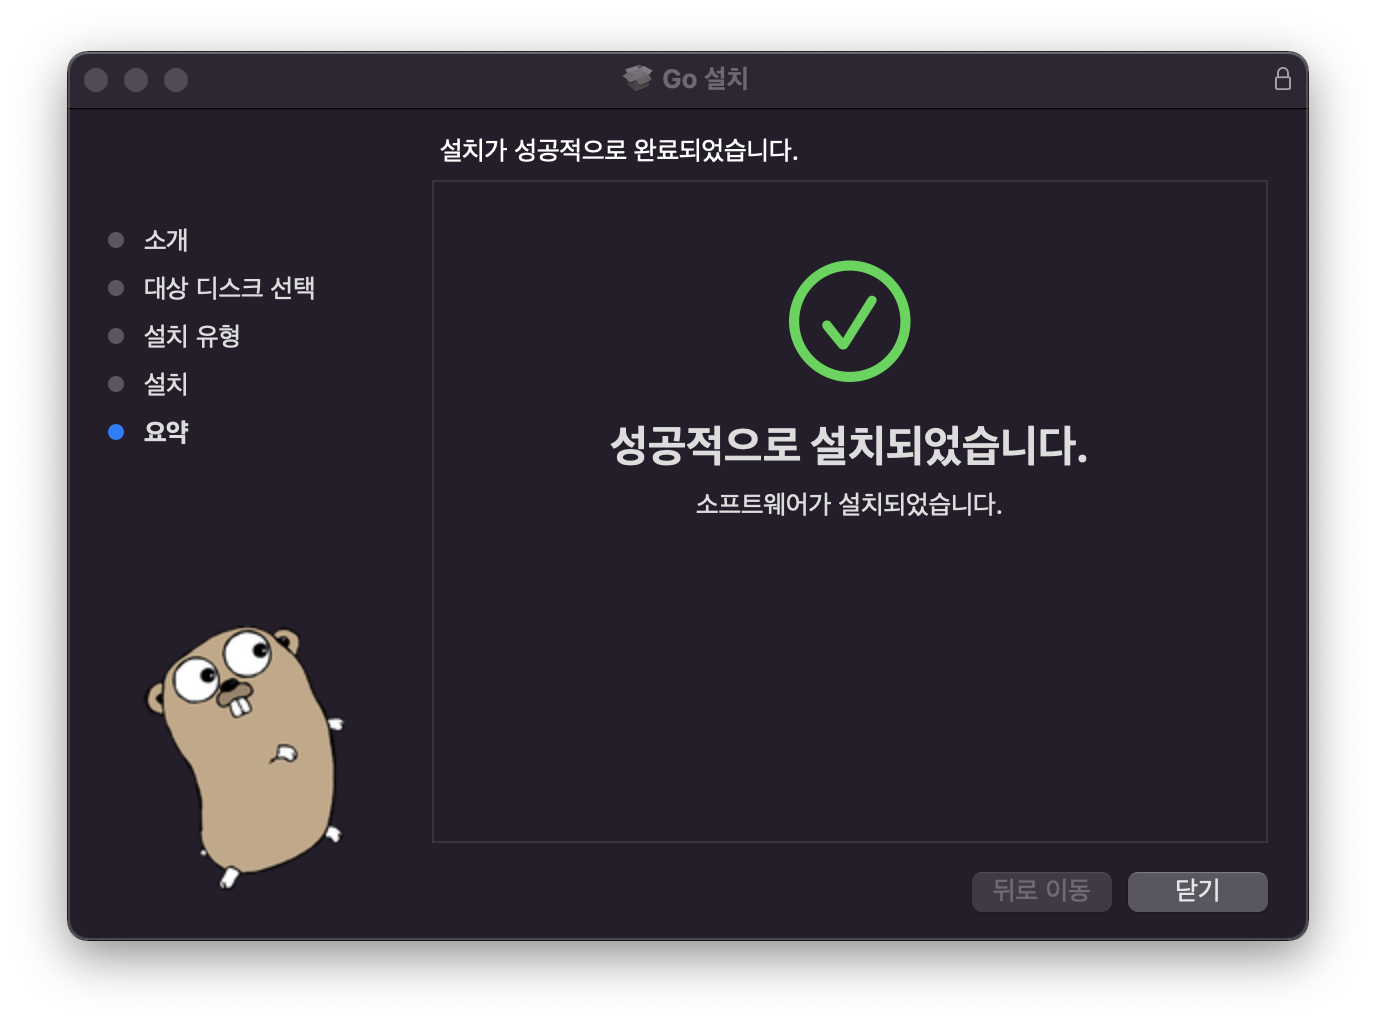 Go 설치
설치가 성공적으로 완료되었습니다.
소개
대상 디스크 선택
설치 유형
설치
요약
성공적으로 설치되었습니다.
소프트웨어가 설치되었습니다.
뒤로 이동
닫기